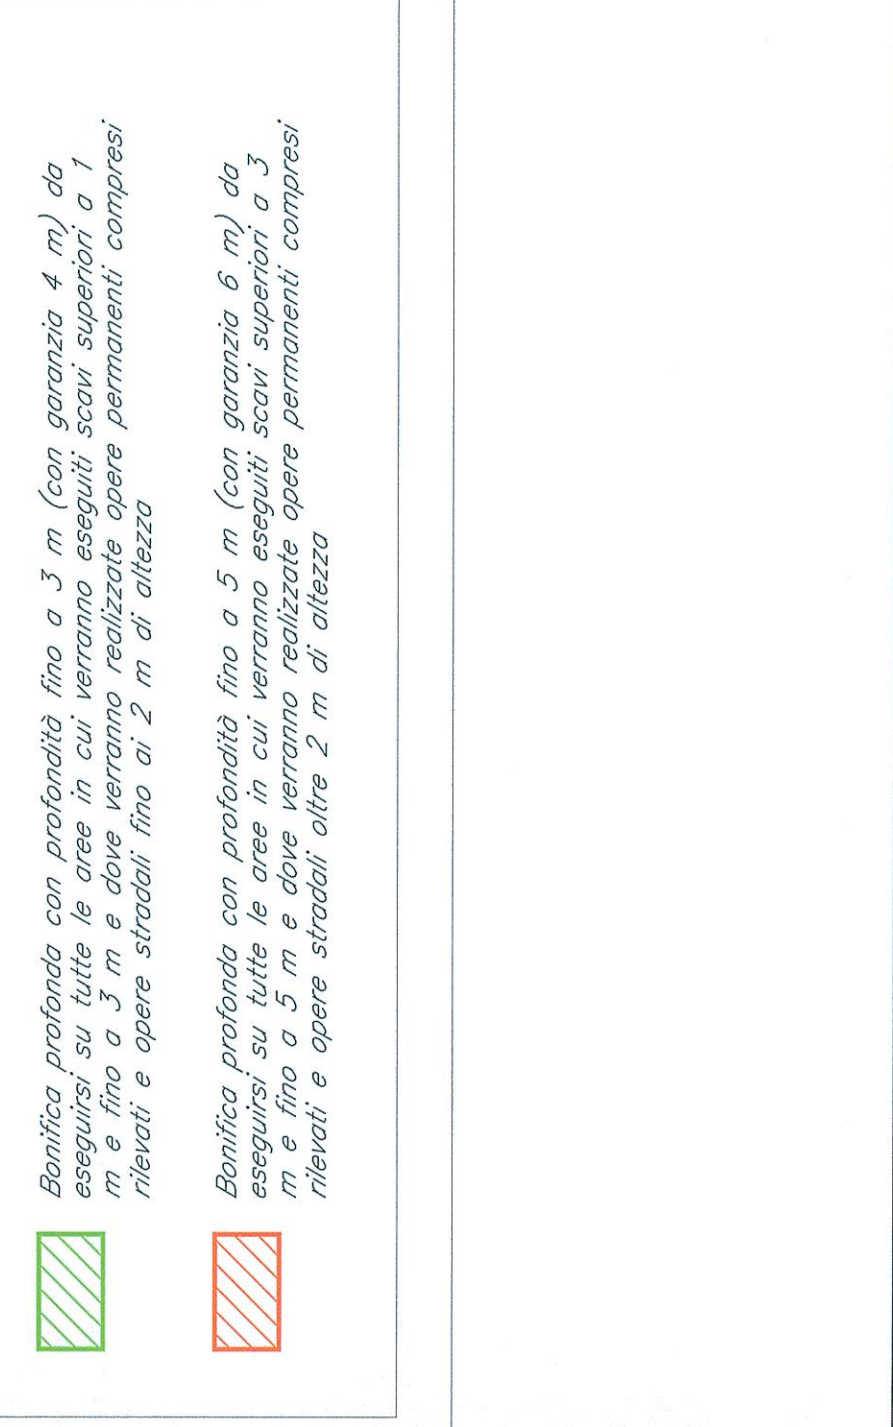 Bonifica profonda con profondità fino a 3 m (con garanzia 4 m) da
eseguirsi su tutte le aree in cui verranno eseguiti scavi superiori a 1
m e fino a 3 m e dove verranno realizzate opere permanenti compresi
rilevati e opere stradali fino ai 2 m di altezza
Bonifica profonda con profondità fino a 5 m (con garanzia 6 m) da
eseguirsi su tutte le aree in cui verranno eseguiti scavi superiori a 3
m e fino a 5 m e dove verranno realizzate opere permanenti compresi
rilevati e opere stradali oltre 2 m di altezza